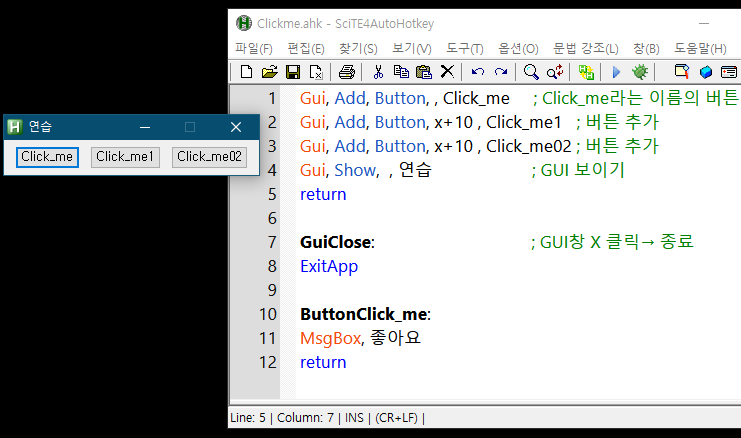 Clickme.ahk - SciTE4AutoHotkey
파일(F) 편집(E) 찾기(S) 보기(V) 도구(T) 옵션(O) 문법 강조(L) 창(B) 도움말(H)
연습
Click_me Click_me1 Click_me02
1 Gui, Add, Button, , Click_me ; Click_me라는 이름의 버튼
2 Gui, Add, Button, x+10 , Click_me1 ; 버튼 추가
3 Gui, Add, Button, x+10 , Click_me02 ; 버튼 추가
4 Gui, Show, , 연습 ; GUI 보이기
5 return
6
7 GuiClose: ; GUI창 X 클릭→ 종료
8 ExitApp
9
10 ButtonClick_me:
11 MsgBox, 좋아요
12 return
Line: 5 | Column: 7 | INS | (CR+LF) |